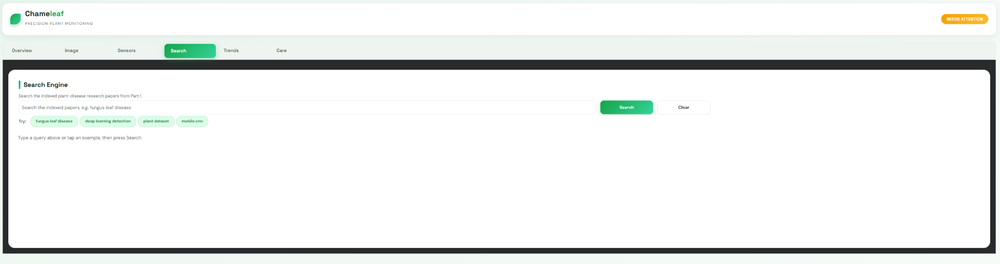 Chameleaf
PRECISION PLANT MONITORING
NEEDS ATTENTION
Overview Image Sensors Search Trends Care
Search Engine
Search the indexed plant-disease research papers from Part 1.
Search the indexed papers, e.g. fungus leaf disease Search Clear
Try: fungus leaf disease deep learning detection plant dataset mobile cnn
Type a query above or tap an example, then press Search.